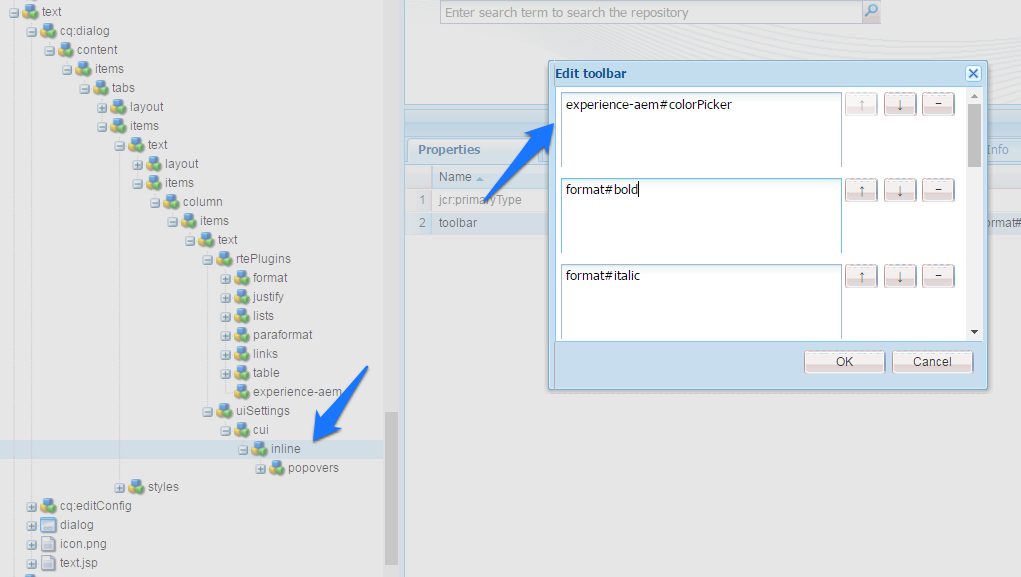 text
cq:dialog
content
items
tabs
layout
items
text
layout
items
column
items
text
rtePlugins
format
justify
lists
paraformat
links
table
experience-aem
uiSettings
cui
inline
popovers
styles
cq:editConfig
dialog
icon.png
text.jsp
Enter search term to search the repository
Properties
Info
Name
1 jcr:primaryType
2 toolbar
ormat#
Edit toolbar
experience-aem#colorPicker
↑ ↓ −
format#bold
↑ ↓ −
format#italic
↑ ↓ −
OK Cancel